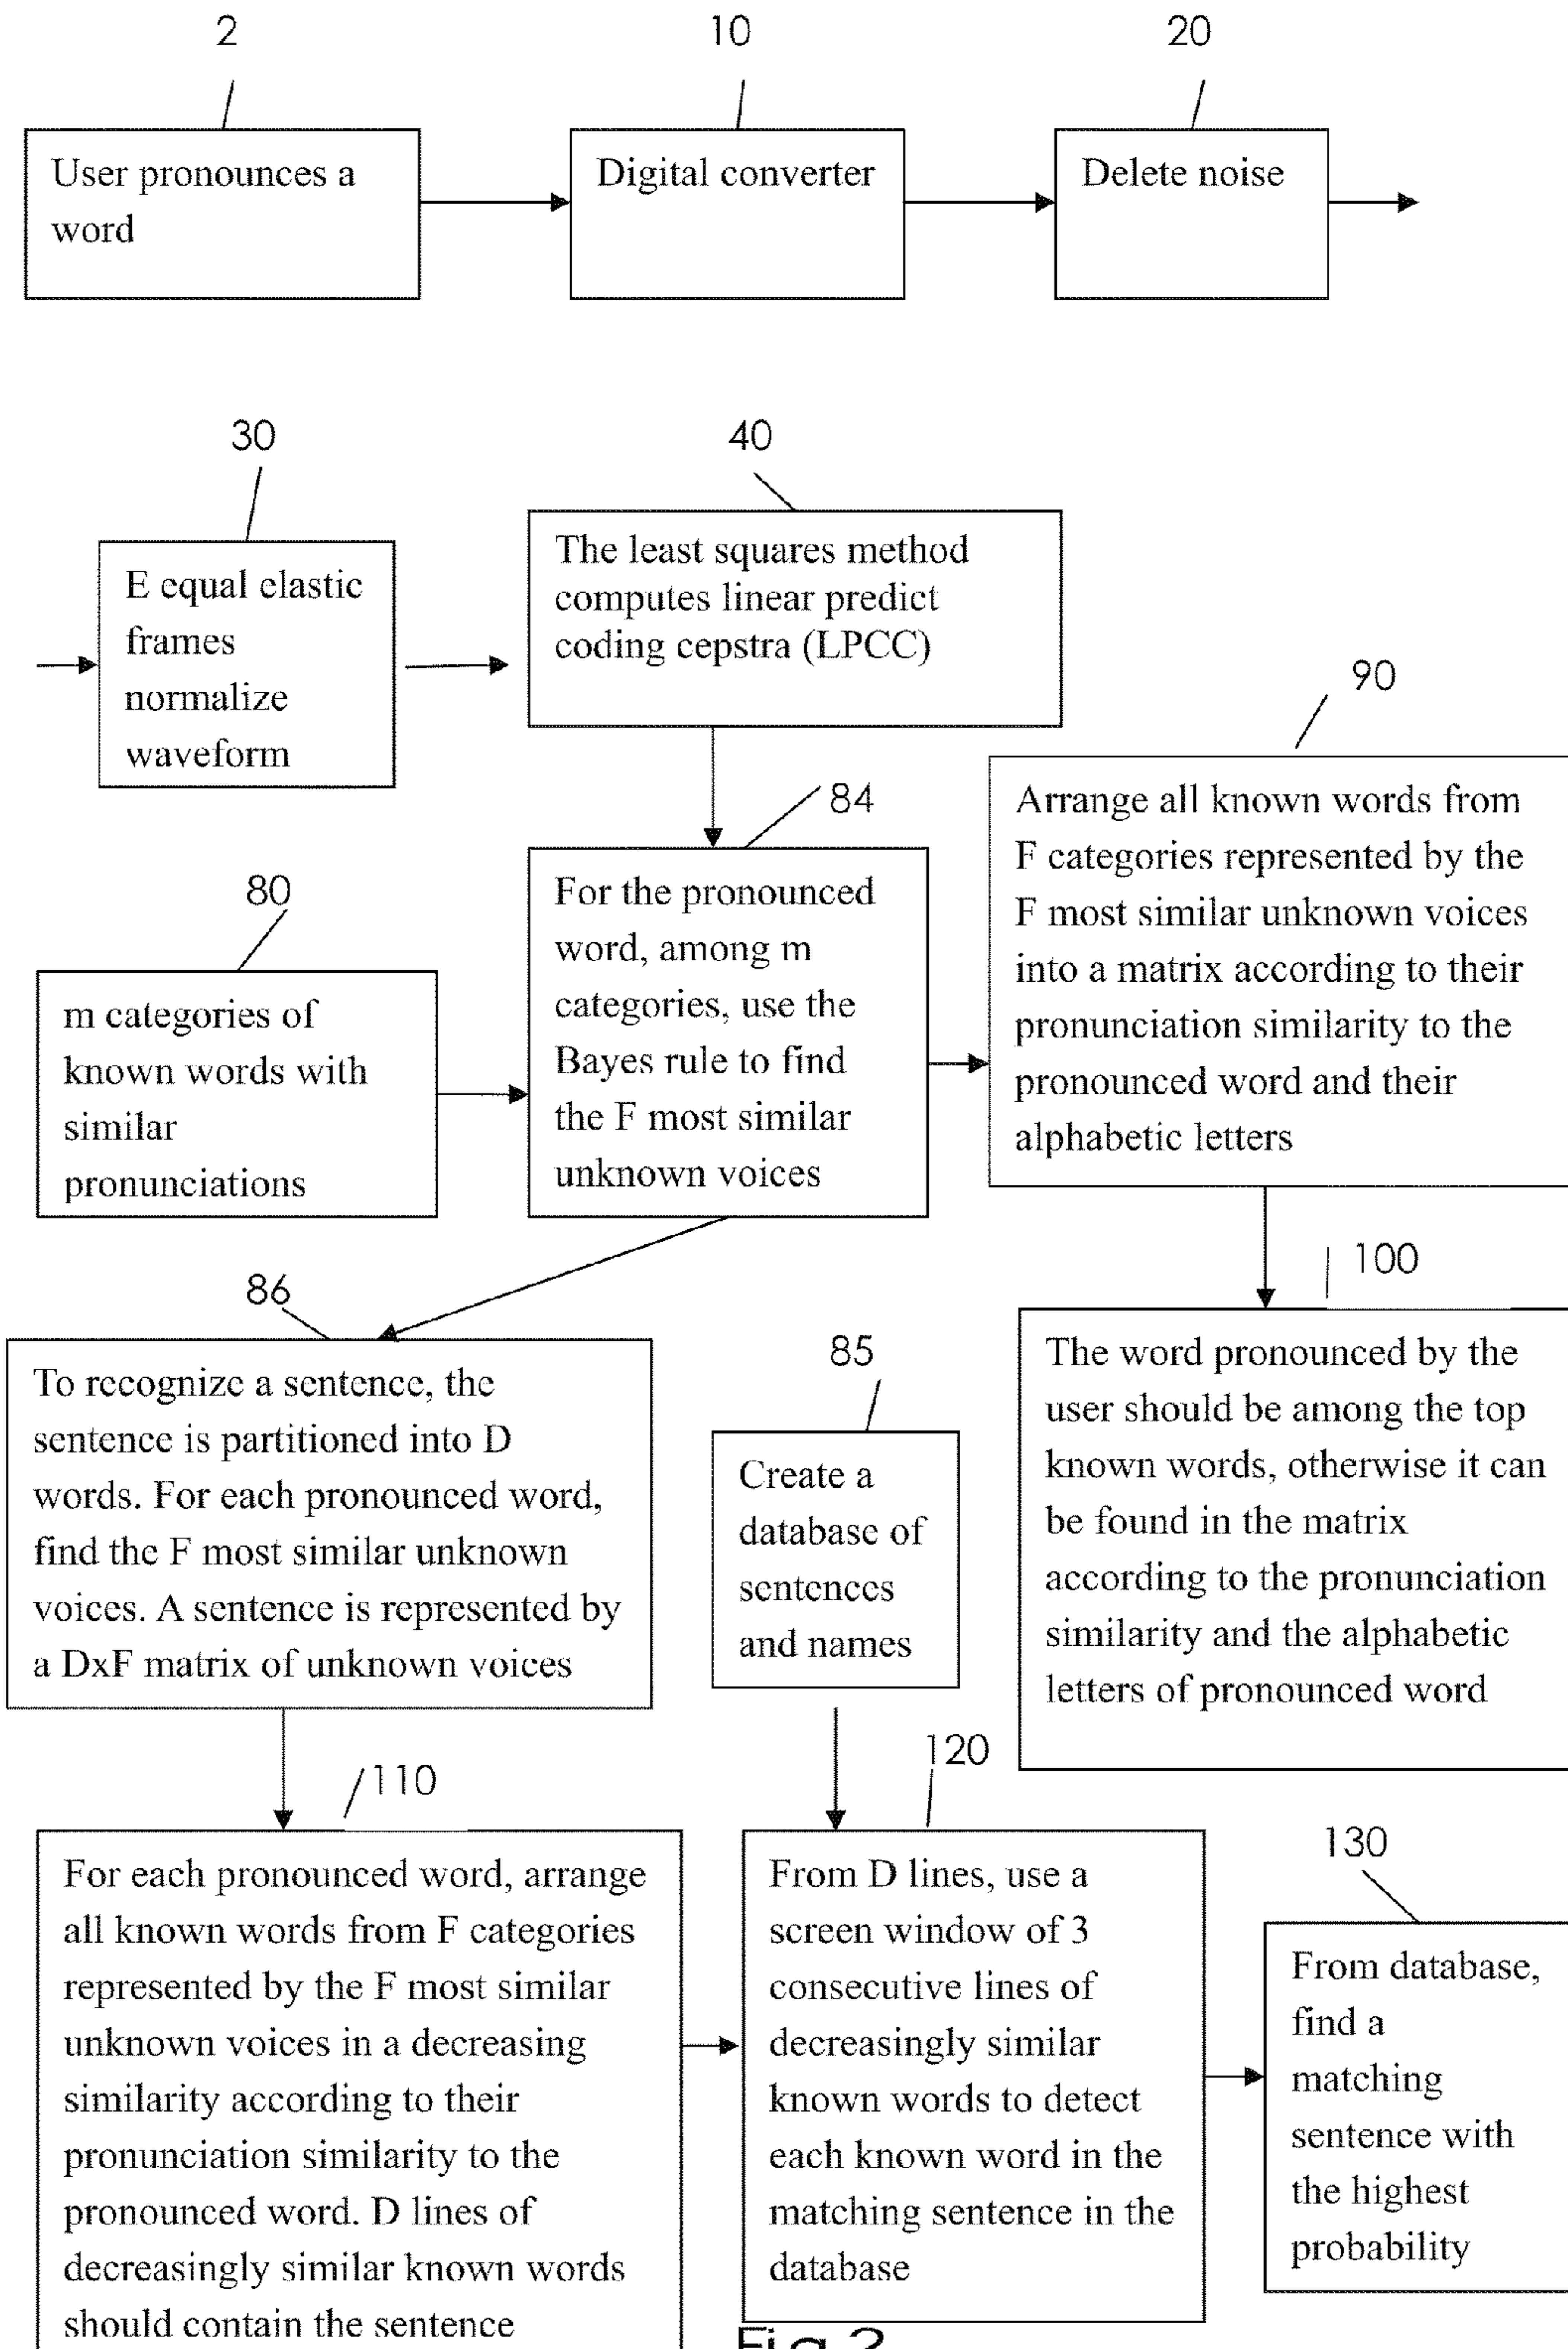 2
10
20
User pronounces a
word
Digital converter
Delete noise
30
40
E equal elastic
frames
normalize
waveform
The least squares method
computes linear predict
coding cepstra (LPCC)
90
84
80
m categories of
known words with
similar
pronunciations
For the pronounced
word, among m
categories, use the
Bayes rule to find
the F most similar
unknown voices
Arrange all known words from
F categories represented by the
F most similar unknown voices
into a matrix according to their
pronunciation similarity to the
pronounced word and their
alphabetic letters
86
85
100
To recognize a sentence, the
sentence is partitioned into D
words. For each pronounced word,
find the F most similar unknown
voices. A sentence is represented by
a DxF matrix of unknown voices
Create a
database of
sentences
and names
The word pronounced by the
user should be among the top
known words, otherwise it can
be found in the matrix
according to the pronunciation
similarity and the alphabetic
letters of pronounced word
110
120
130
For each pronounced word, arrange
all known words from F categories
represented by the F most similar
unknown voices in a decreasing
similarity according to their
pronunciation similarity to the
pronounced word. D lines of
decreasingly similar known words
should contain the sentence
From D lines, use a
screen window of 3
consecutive lines of
decreasingly similar
known words to detect
each known word in the
matching sentence in the
database
From database,
find a
matching
sentence with
the highest
probability
Fig.2